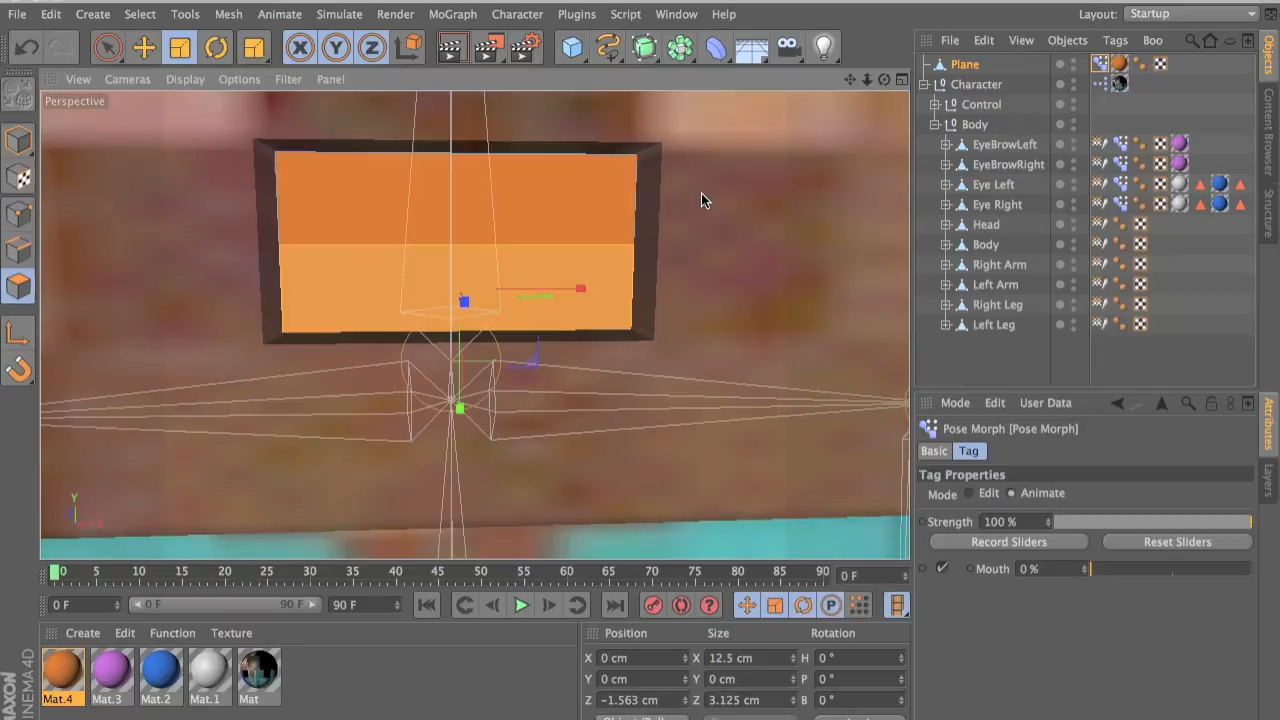 File Edit Create Select Tools Mesh Animate Simulate Render MoGraph Character Plugins Script Window Help Layout: Startup
X Y Z
File Edit View Objects Tags Boo
View Cameras Display Options Filter Panel
Perspective
Plane
Character
Control
Body
EyeBrowLeft
EyeBrowRight
Eye Left
Eye Right
Head
Body
Right Arm
Left Arm
Right Leg
Left Leg
Objects
Content Browser
Structure
Mode Edit User Data
Pose Morph [Pose Morph]
Basic Tag
Tag Properties
Mode Edit Animate
Strength 100 %
Record Sliders Reset Sliders
Mouth 0 %
Attributes
Layers
Y
0 5 10 15 20 25 30 35 40 45 50 55 60 65 70 75 80 85 90 0 F
0 F 0 F 90 F 90 F
P
Create Edit Function Texture
Mat.4 Mat.3 Mat.2 Mat.1 Mat
Position Size Rotation
X 0 cm X 12.5 cm H 0 °
Y 0 cm Y 0 cm P 0 °
Z -1.563 cm Z 3.125 cm B 0 °
MAXON
CINEMA 4D